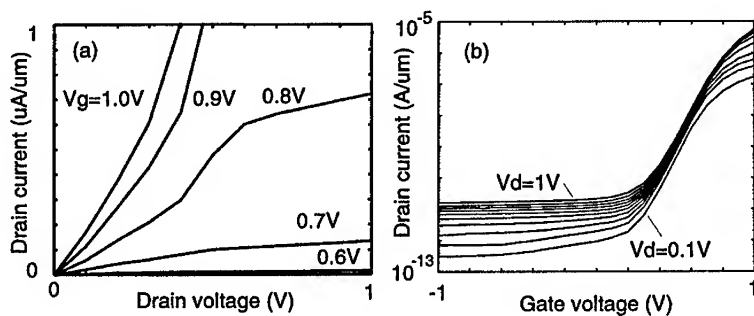 1
(a)
Drain current (uA/um)
Vg=1.0V
0.9V
0.8V
0.7V
0.6V
0
0
1
Drain voltage (V)
10-5
(b)
Drain current (A/um)
Vd=1V
Vd=0.1V
10-13
-1
0
1
Gate voltage (V)